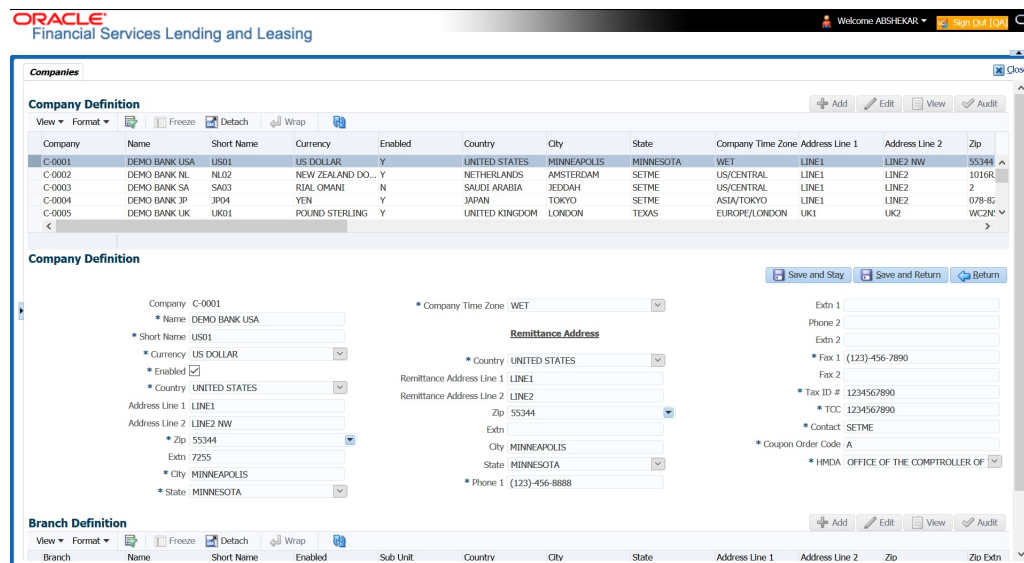 ORACLE®
Financial Services Lending and Leasing
Welcome ABSHEKAR
Sign Out [QA]
Companies
Close
Company Definition
Add Edit View Audit
View Format Freeze Detach Wrap
Company Name Short Name Currency Enabled Country City State Company Time Zone Address Line 1 Address Line 2 Zip
C-0001 DEMO BANK USA US01 US DOLLAR Y UNITED STATES MINNEAPOLIS MINNESOTA WET LINE1 LINE2 NW 55344
C-0002 DEMO BANK NL NL02 NEW ZEALAND DO... Y NETHERLANDS AMSTERDAM SETME US/CENTRAL LINE1 LINE2 1016R
C-0003 DEMO BANK SA SA03 RIAL OMANI N SAUDI ARABIA JEDDAH SETME US/CENTRAL LINE1 LINE2 2
C-0004 DEMO BANK JP JP04 YEN Y JAPAN TOKYO SETME ASIA/TOKYO LINE1 LINE2 078-82
C-0005 DEMO BANK UK UK01 POUND STERLING Y UNITED KINGDOM LONDON TEXAS EUROPE/LONDON UK1 UK2
Company Definition
Save and Stay Save and Return Return
Company C-0001
* Name DEMO BANK USA
* Short Name US01
* Currency US DOLLAR
* Enabled
* Country UNITED STATES
Address Line 1 LINE1
Address Line 2 LINE2 NW
* Zip 55344
Extn 7255
* City MINNEAPOLIS
* State MINNESOTA
* Company Time Zone WET
Remittance Address
* Country UNITED STATES
Remittance Address Line 1 LINE1
Remittance Address Line 2 LINE2
Zip 55344
Extn
City MINNEAPOLIS
State MINNESOTA
* Phone 1 (123)-456-8888
Extn 1
Phone 2
Extn 2
* Fax 1 (123)-456-7890
Fax 2
* Tax ID # 1234567890
* TCC 1234567890
* Contact SETME
* Coupon Order Code A
* HMDA OFFICE OF THE COMPTROLLER OF
Branch Definition
Add Edit View Audit
View Format Freeze Detach Wrap
Branch Name Short Name Enabled Sub Unit Country City State Address Line 1 Address Line 2 Zip Zip Extn